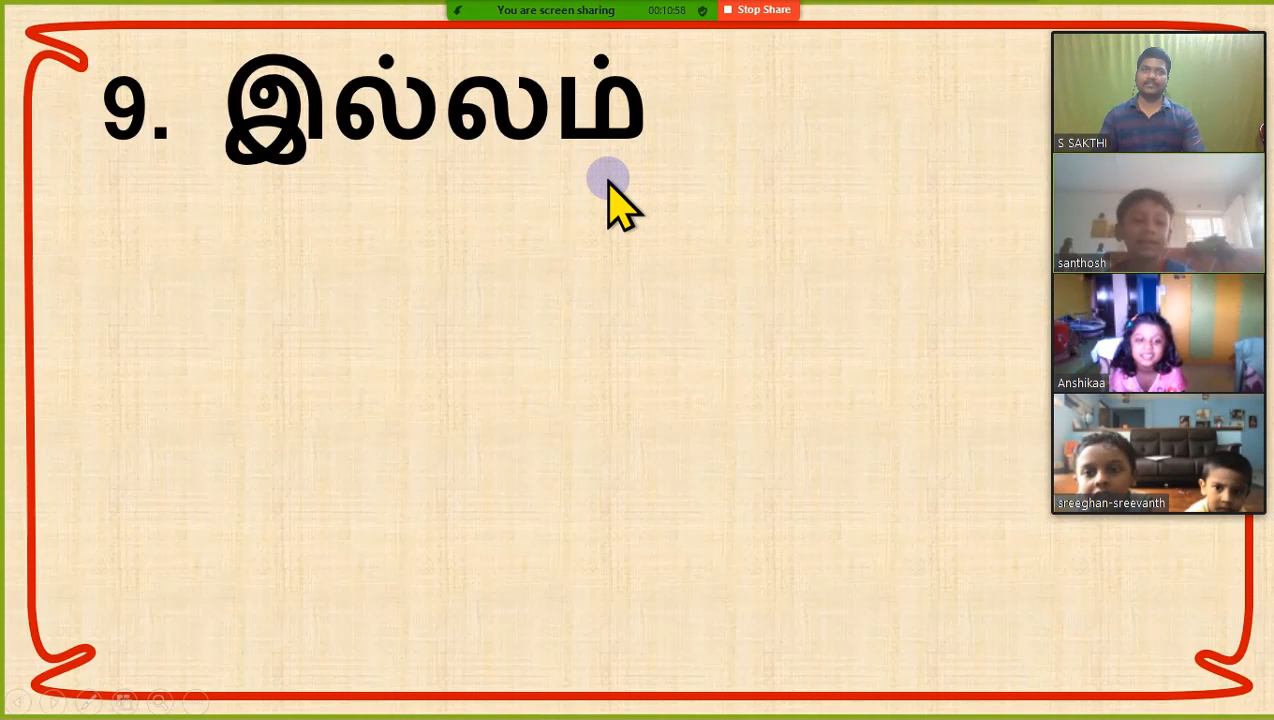 You are screen sharing 00:10:58 Stop Share
9. இல்லம்
S SAKTHI
santhosh
Anshikaa
sreeghan-sreevanth